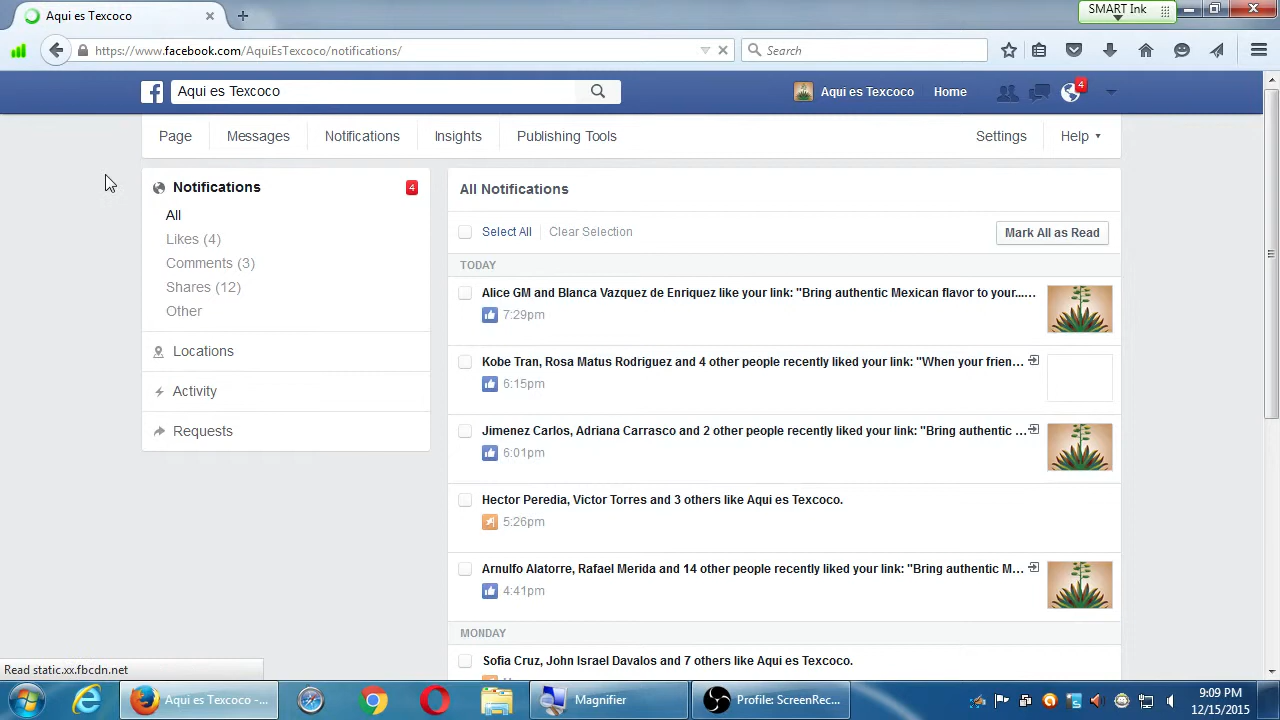 Aqui es Texcoco
SMART Ink
https://www.facebook.com/AquiEsTexcoco/notifications/
Search
Aqui es Texcoco
Aqui es Texcoco
Home
4
Page
Messages
Notifications
Insights
Publishing Tools
Settings
Help
Notifications
4
All
Likes (4)
Comments (3)
Shares (12)
Other
Locations
Activity
Requests
All Notifications
Select All
Clear Selection
Mark All as Read
TODAY
Alice GM and Blanca Vazquez de Enriquez like your link: "Bring authentic Mexican flavor to your......
7:29pm
Kobe Tran, Rosa Matus Rodriguez and 4 other people recently liked your link: "When your frien...
6:15pm
Jimenez Carlos, Adriana Carrasco and 2 other people recently liked your link: "Bring authentic ...
6:01pm
Hector Peredia, Victor Torres and 3 others like Aqui es Texcoco.
5:26pm
Arnulfo Alatorre, Rafael Merida and 14 other people recently liked your link: "Bring authentic M...
4:41pm
MONDAY
Sofia Cruz, John Israel Davalos and 7 others like Aqui es Texcoco.
Read static.xx.fbcdn.net
Aqui es Texcoco -...
Magnifier
Profile: ScreenRec...
9:09 PM
12/15/2015